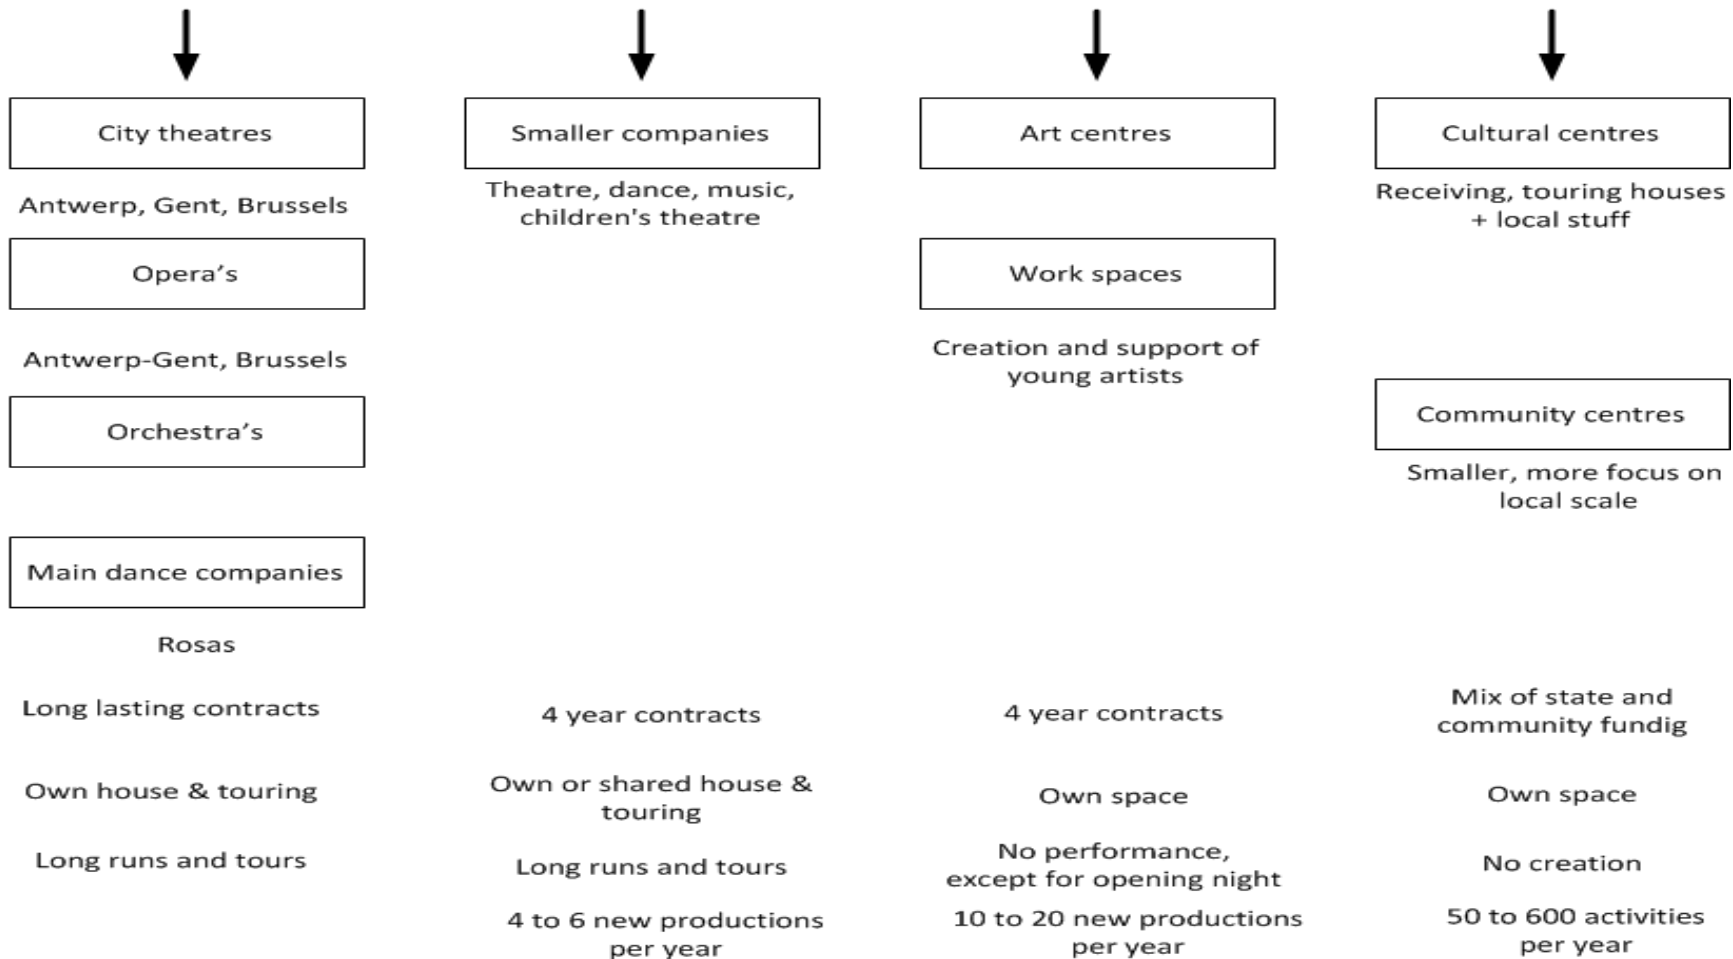 City theatres
Antwerp, Gent, Brussels
Opera’s
Antwerp-Gent, Brussels
Orchestra’s
Main dance companies
Rosas
Long lasting contracts
Own house & touring
Long runs and tours
Smaller companies
Theatre, dance, music,
children's theatre
4 year contracts
Own or shared house &
touring
Long runs and tours
4 to 6 new productions
per year
Art centres
Work spaces
Creation and support of
young artists
4 year contracts
Own space
No performance,
except for opening night
10 to 20 new productions
per year
Cultural centres
Receiving, touring houses
+ local stuff
Community centres
Smaller, more focus on
local scale
Mix of state and
community fundig
Own space
No creation
50 to 600 activities
per year